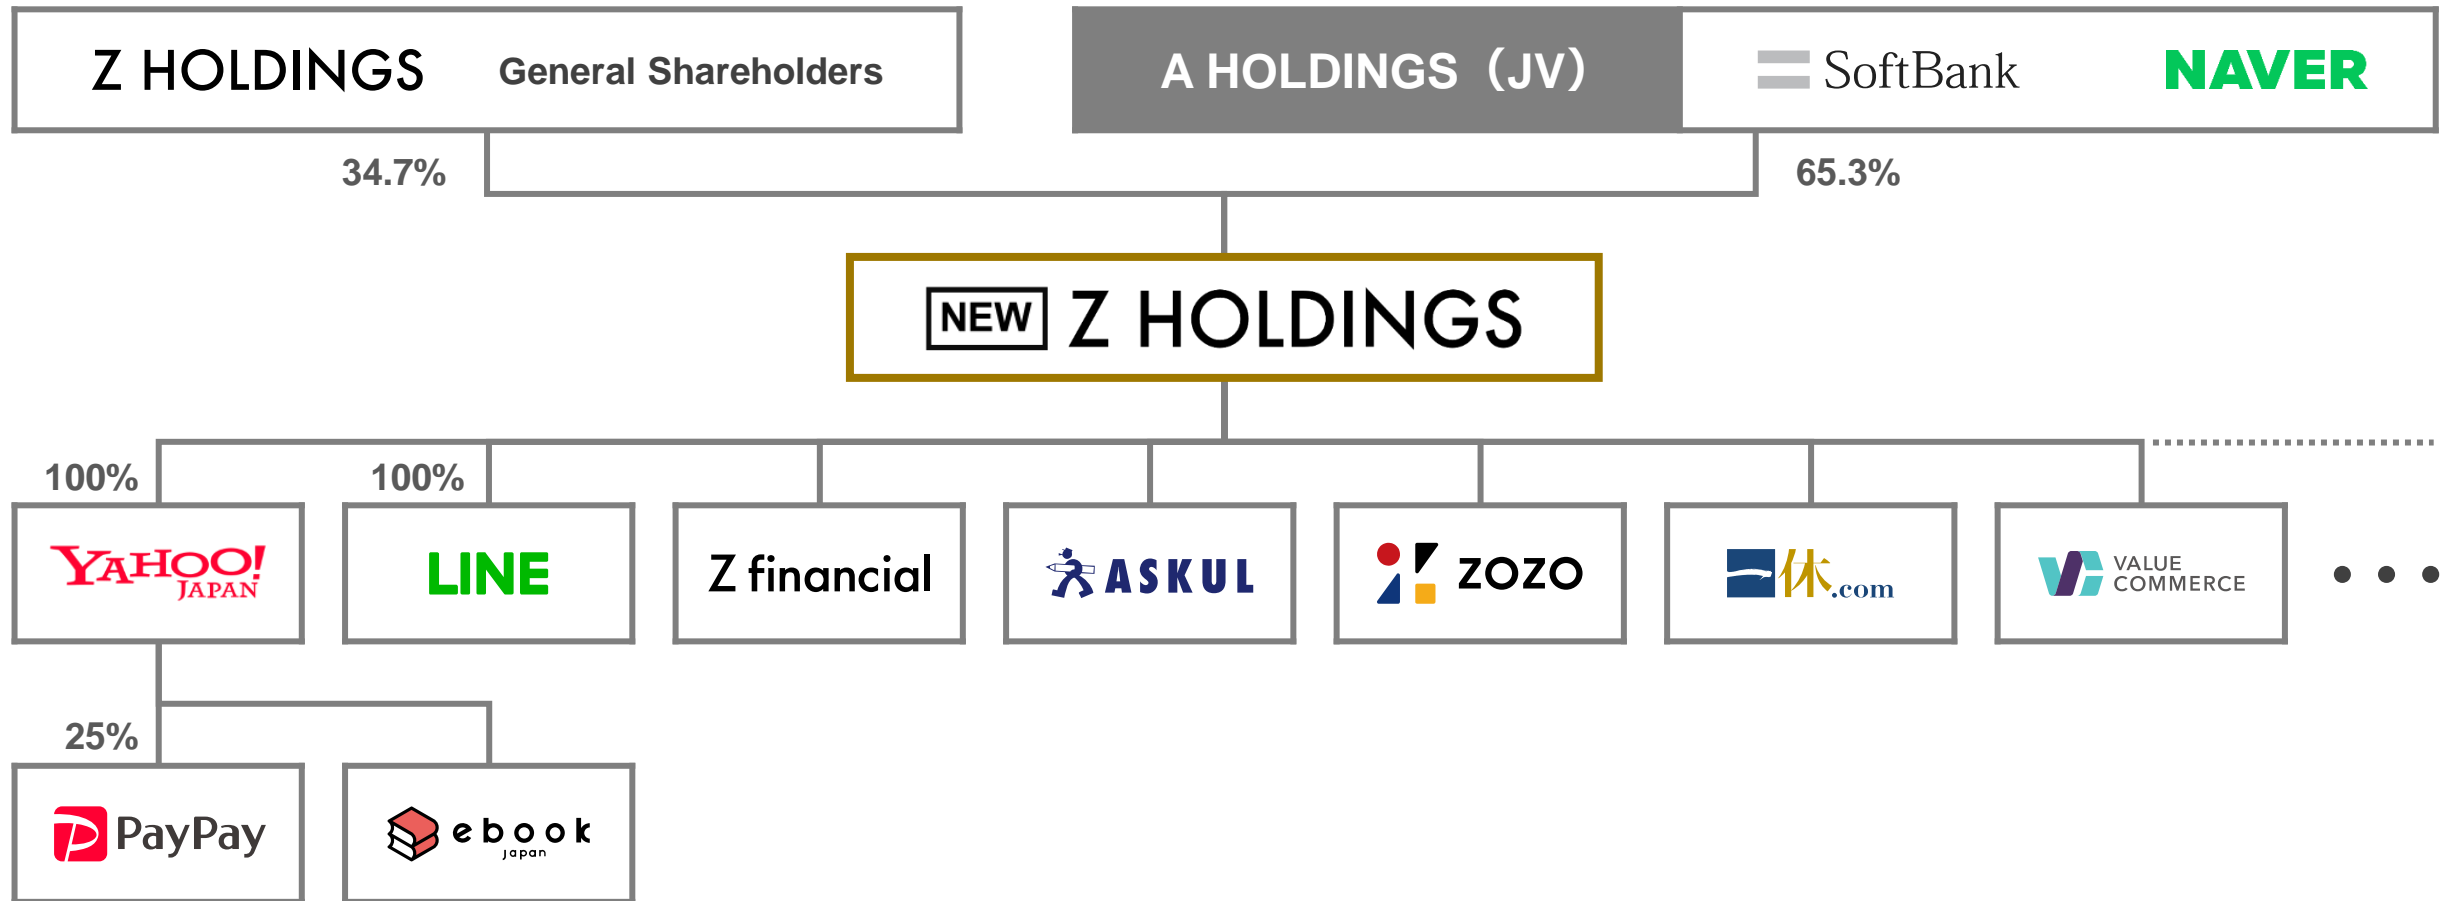 Z HOLDINGS General Shareholders
A HOLDINGS（JV）
SoftBank
NAVER
34.7%
65.3%
NEW Z HOLDINGS
100%
100%
YAHOO!
JAPAN
LINE
Z financial
ASKUL
ZOZO
一休.com
VALUE
COMMERCE
25%
PayPay
ebook
japan